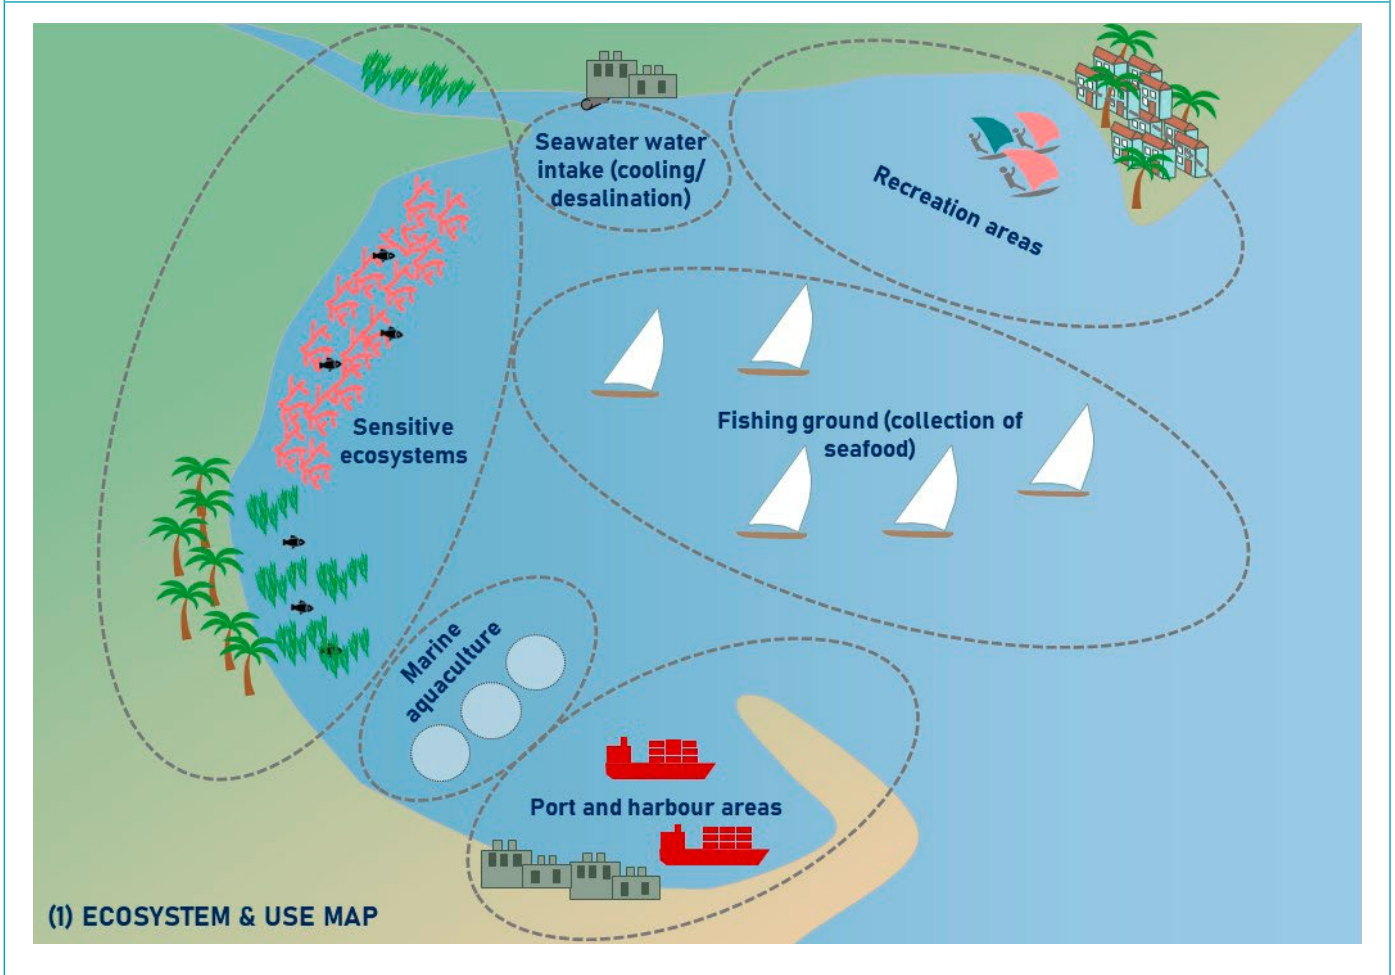 Seawater water
intake (cooling/
desalination)
Recreation areas
Fishing ground (collection of
seafood)
Sensitive
ecosystems
Marine
aquaculture
Port and harbour areas
(1) ECOSYSTEM & USE MAP